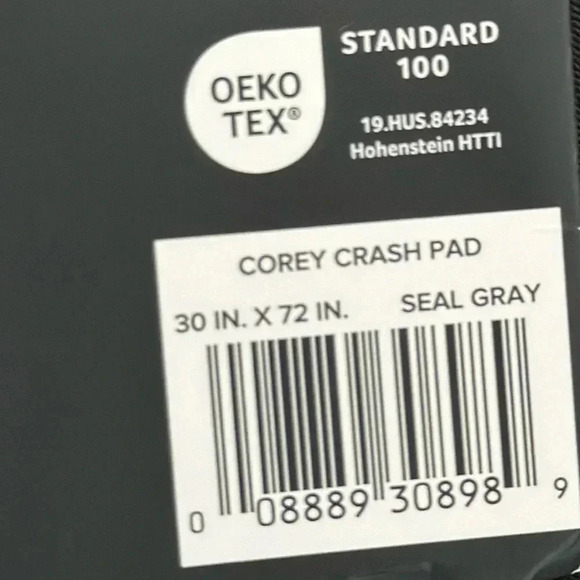 OEKO
TEX®
STANDARD
100
19.HUS.84234
Hohenstein HTTI
COREY CRASH PAD
30 IN. X 72 IN. SEAL GRAY
0 08889 30898 9